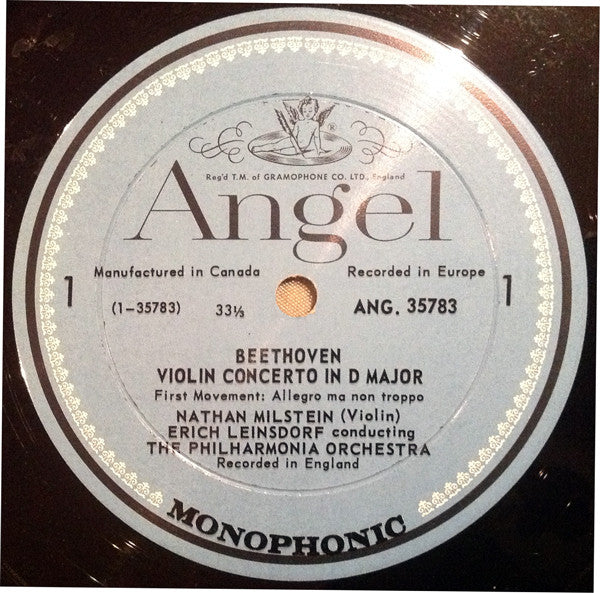 ®
Reg'd T.M. of GRAMOPHONE CO. LTD., England
Angel
1 Manufactured in Canada Recorded in Europe 1
(1-35783) 33⅓ ANG. 35783
BEETHOVEN
VIOLIN CONCERTO IN D MAJOR
First Movement: Allegro ma non troppo
NATHAN MILSTEIN (Violin)
ERICH LEINSDORF conducting
THE PHILHARMONIA ORCHESTRA
Recorded in England
MONOPHONIC